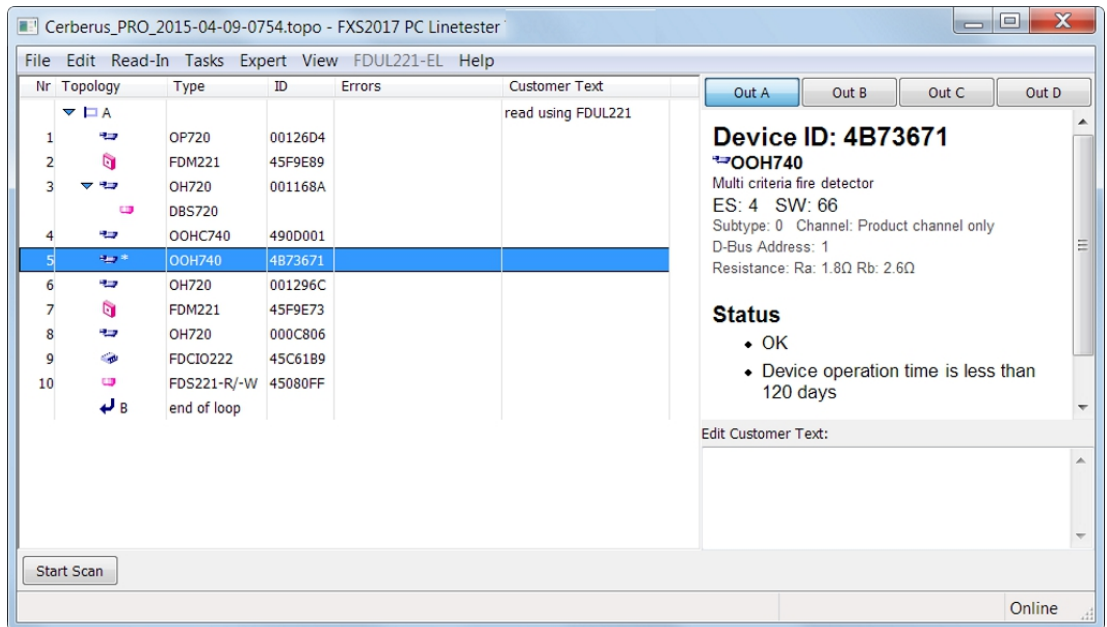 Cerberus_PRO_2015-04-09-0754.topo - FXS2017 PC Linetester
File Edit Read-In Tasks Expert View FDUL221-EL Help
Nr Topology Type ID Errors Customer Text
A read using FDUL221
1 OP720 00126D4
2 FDM221 45F9E89
3 OH720 001168A
DBS720
4 OOHC740 490D001
5 * OOH740 4B73671
6 OH720 001296C
7 FDM221 45F9E73
8 OH720 000C806
9 FDCIO222 45C61B9
10 FDS221-R/-W 45080FF
B end of loop
Out A Out B Out C Out D
Device ID: 4B73671
OOH740
Multi criteria fire detector
ES: 4 SW: 66
Subtype: 0 Channel: Product channel only
D-Bus Address: 1
Resistance: Ra: 1.8Ω Rb: 2.6Ω
Status
OK
Device operation time is less than
120 days
Edit Customer Text:
Start Scan
Online